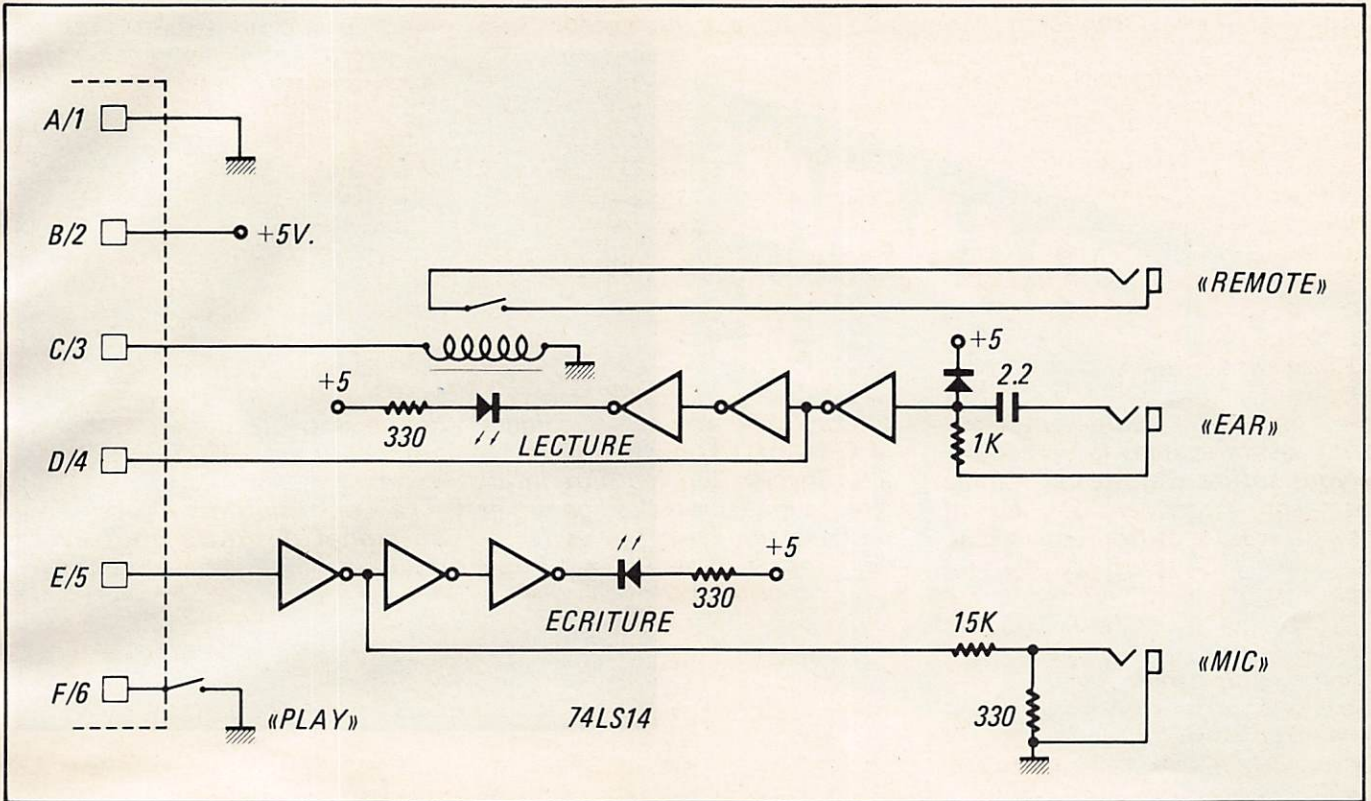 A/1
B/2
+5V.
«REMOTE»
C/3
+5
+5
2.2
330
LECTURE
1K
«EAR»
D/4
E/5
+5
330
ECRITURE
15K
«MIC»
F/6
«PLAY»
74LS14
330